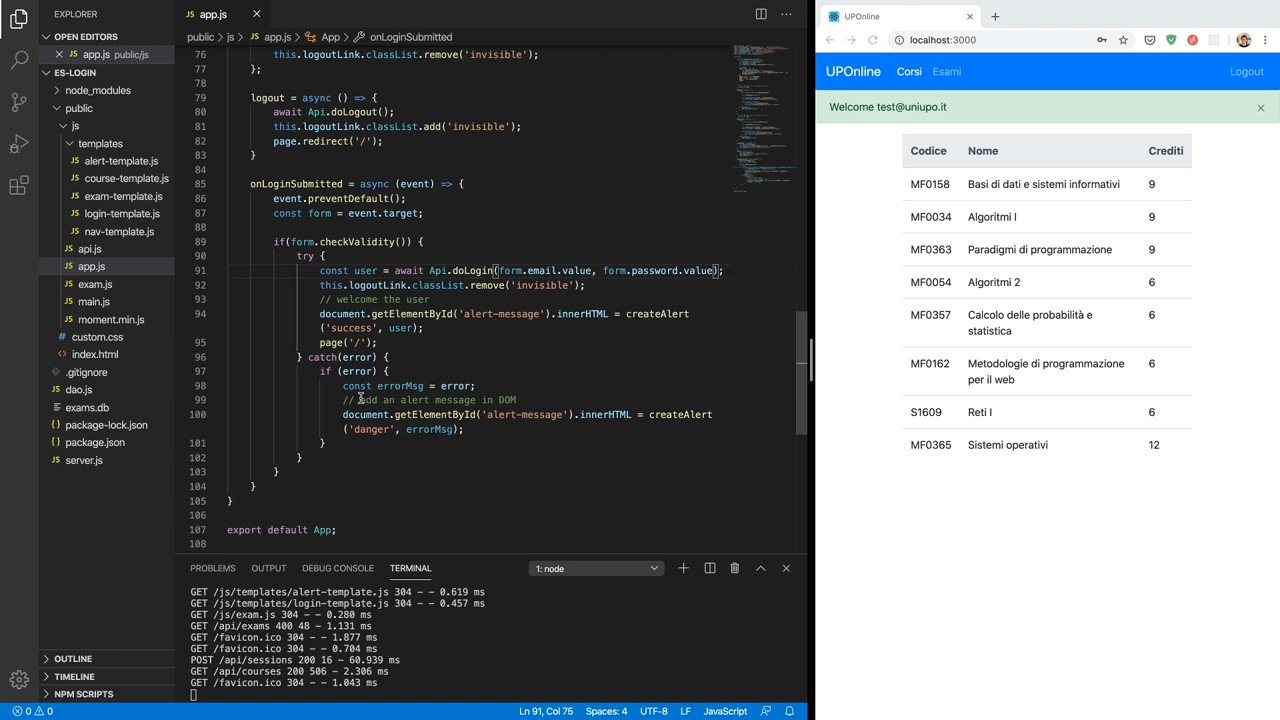 EXPLORER
OPEN EDITORS
app.js public/js
ES-LOGIN
node_modules
public
js
templates
alert-template.js
course-template.js
exam-template.js
login-template.js
nav-template.js
api.js
app.js
exam.js
main.js
moment.min.js
custom.css
index.html
.gitignore
dao.js
exams.db
package-lock.json
package.json
server.js
OUTLINE
TIMELINE
NPM SCRIPTS
app.js
public > js > app.js > App > onLoginSubmitted
76 this.logoutLink.classList.remove('invisible');
77 };
78
79 logout = async () => {
80 await Api.doLogout();
81 this.logoutLink.classList.add('invisible');
82 page.redirect('/');
83 }
84
85 onLoginSubmitted = async (event) => {
86 event.preventDefault();
87 const form = event.target;
88
89 if(form.checkValidity()) {
90 try {
91 const user = await Api.doLogin(form.email.value, form.password.value);
92 this.logoutLink.classList.remove('invisible');
93 // welcome the user
94 document.getElementById('alert-message').innerHTML = createAlert
('success', user);
95 page('/');
96 } catch(error) {
97 if (error) {
98 const errorMsg = error;
99 // add an alert message in DOM
100 document.getElementById('alert-message').innerHTML = createAlert
('danger', errorMsg);
101 }
102 }
103 }
104 }
105 }
106
107 export default App;
108
PROBLEMS OUTPUT DEBUG CONSOLE TERMINAL 1: node
GET /js/templates/alert-template.js 304 - - 0.619 ms
GET /js/templates/login-template.js 304 - - 0.457 ms
GET /js/exam.js 304 - - 0.280 ms
GET /api/exams 400 48 - 1.131 ms
GET /favicon.ico 304 - - 1.877 ms
GET /favicon.ico 304 - - 0.704 ms
POST /api/sessions 200 16 - 60.939 ms
GET /api/courses 200 506 - 2.306 ms
GET /favicon.ico 304 - - 1.043 ms
0 0 Ln 91, Col 75 Spaces: 4 UTF-8 LF JavaScript
UPOnline
localhost:3000
UPOnline Corsi Esami Logout
Welcome test@uniupo.it
Codice Nome Crediti
MF0158 Basi di dati e sistemi informativi 9
MF0034 Algoritmi I 9
MF0363 Paradigmi di programmazione 9
MF0054 Algoritmi 2 6
MF0357 Calcolo delle probabilità e
statistica 6
MF0162 Metodologie di programmazione
per il web 6
S1609 Reti I 6
MF0365 Sistemi operativi 12